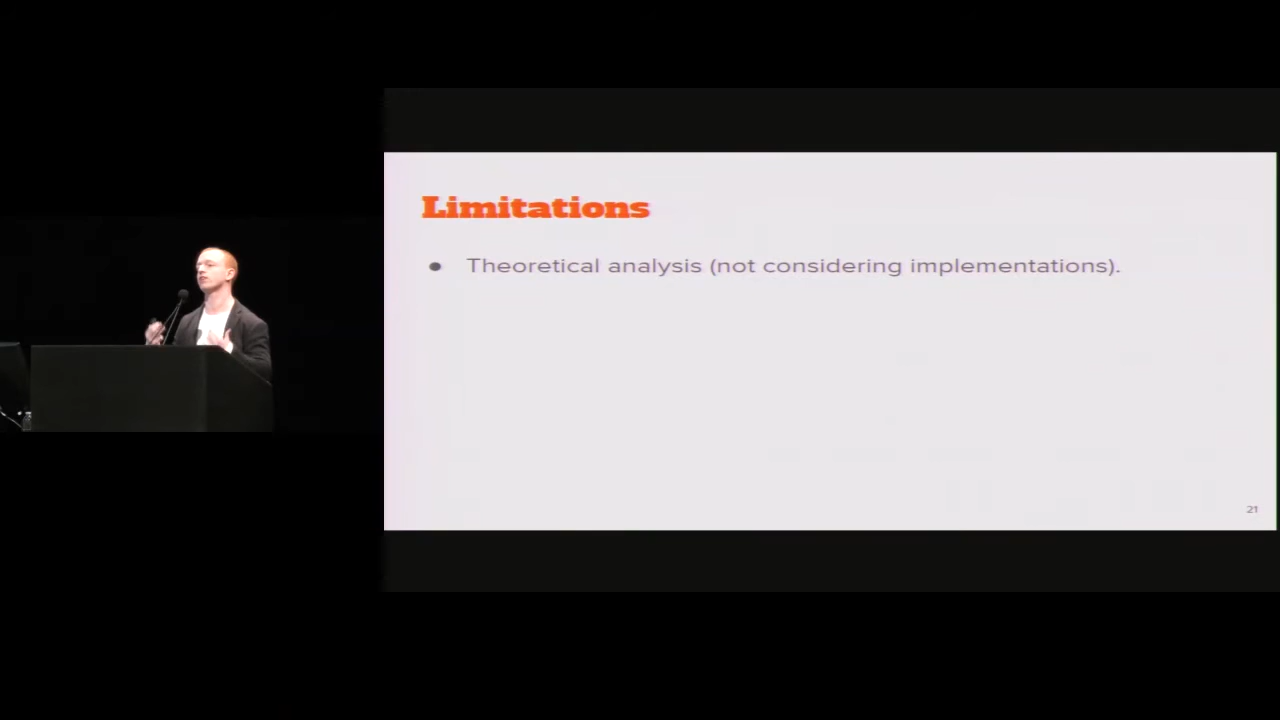 Limitations
● Theoretical analysis (not considering implementations).
21